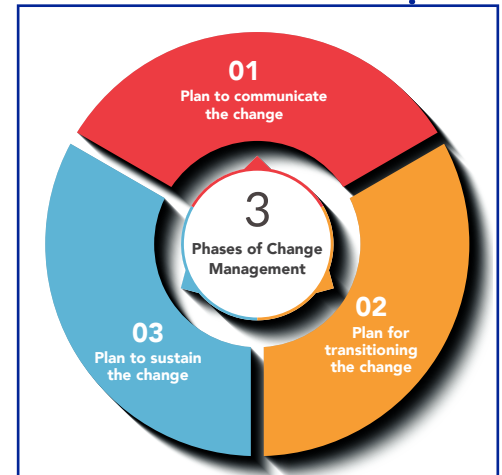 01
Plan to communicate
the change
3
Phases of Change
Management
02
Plan for
transitioning
the change
03
Plan to sustain
the change